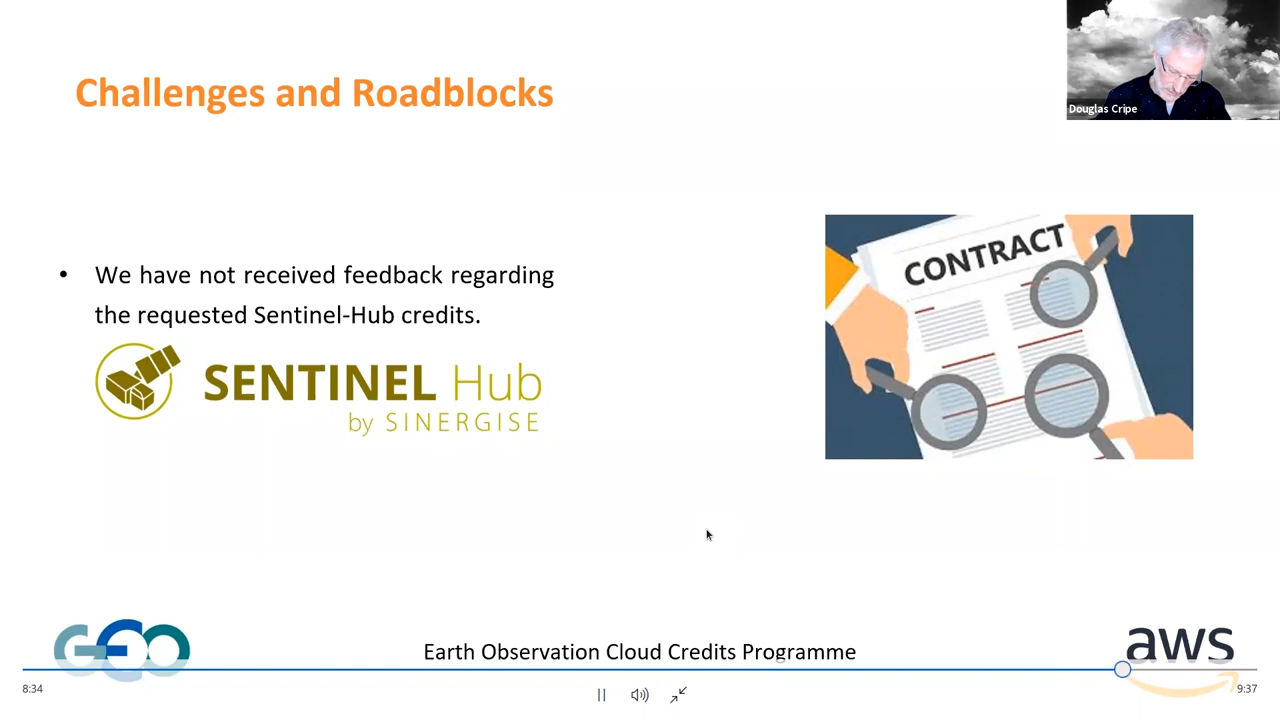 Challenges and Roadblocks
Douglas Cripe
• We have not received feedback regarding
the requested Sentinel-Hub credits.
SENTINEL Hub
by SINERGISE
CONTRACT
GEO
Earth Observation Cloud Credits Programme
aws
8:34
9:37